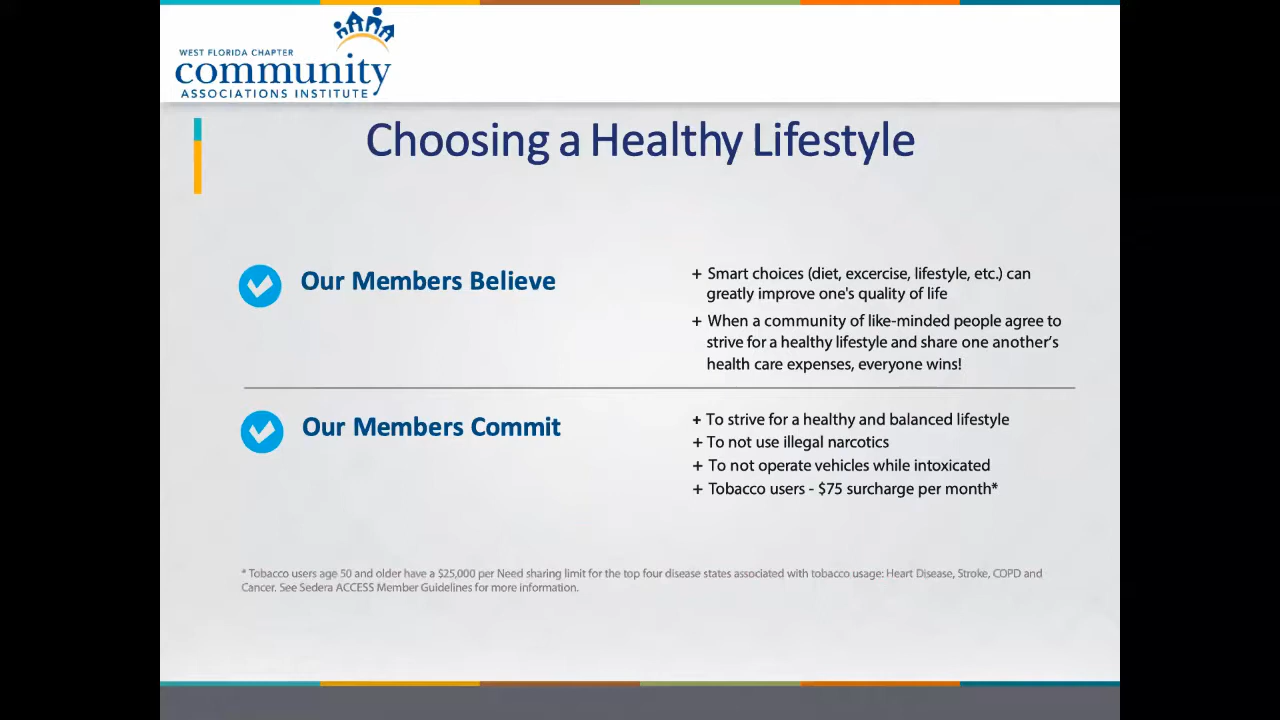 WEST FLORIDA CHAPTER
community
ASSOCIATIONS INSTITUTE
Choosing a Healthy Lifestyle
Our Members Believe
+ Smart choices (diet, excercise, lifestyle, etc.) can
greatly improve one's quality of life
+ When a community of like-minded people agree to
strive for a healthy lifestyle and share one another's
health care expenses, everyone wins!
Our Members Commit
+ To strive for a healthy and balanced lifestyle
+ To not use illegal narcotics
+ To not operate vehicles while intoxicated
+ Tobacco users - $75 surcharge per month*
* Tobacco users age 50 and older have a $25,000 per Need sharing limit for the top four disease states associated with tobacco usage: Heart Disease, Stroke, COPD and
Cancer. See Sedera ACCESS Member Guidelines for more information.